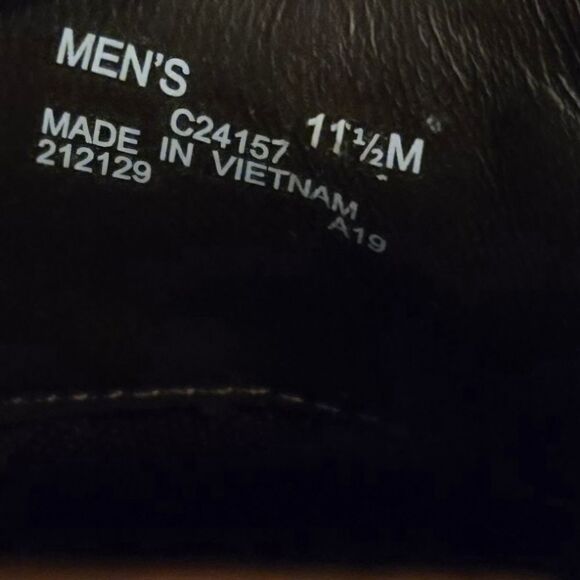 MEN'S
C24157 11½M
MADE IN VIETNAM
212129 A19